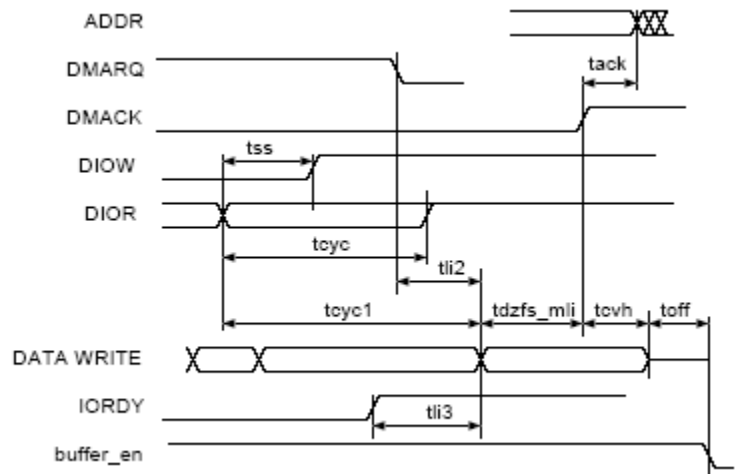 ADDR
DMARQ
tack
DMACK
tss
DIOW
DIOR
tcyc
tli2
tcyc1 tdzfs_mli tcvh toff
DATA WRITE
IORDY
tli3
buffer_en